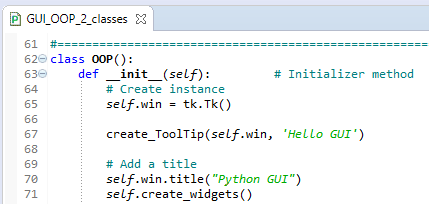 GUI_OOP_2_classes
61 #====================================================
62 class OOP():
63     def __init__(self):         # Initializer method
64         # Create instance
65         self.win = tk.Tk()
66
67         create_ToolTip(self.win, 'Hello GUI')
68
69         # Add a title
70         self.win.title("Python GUI")
71         self.create_widgets()